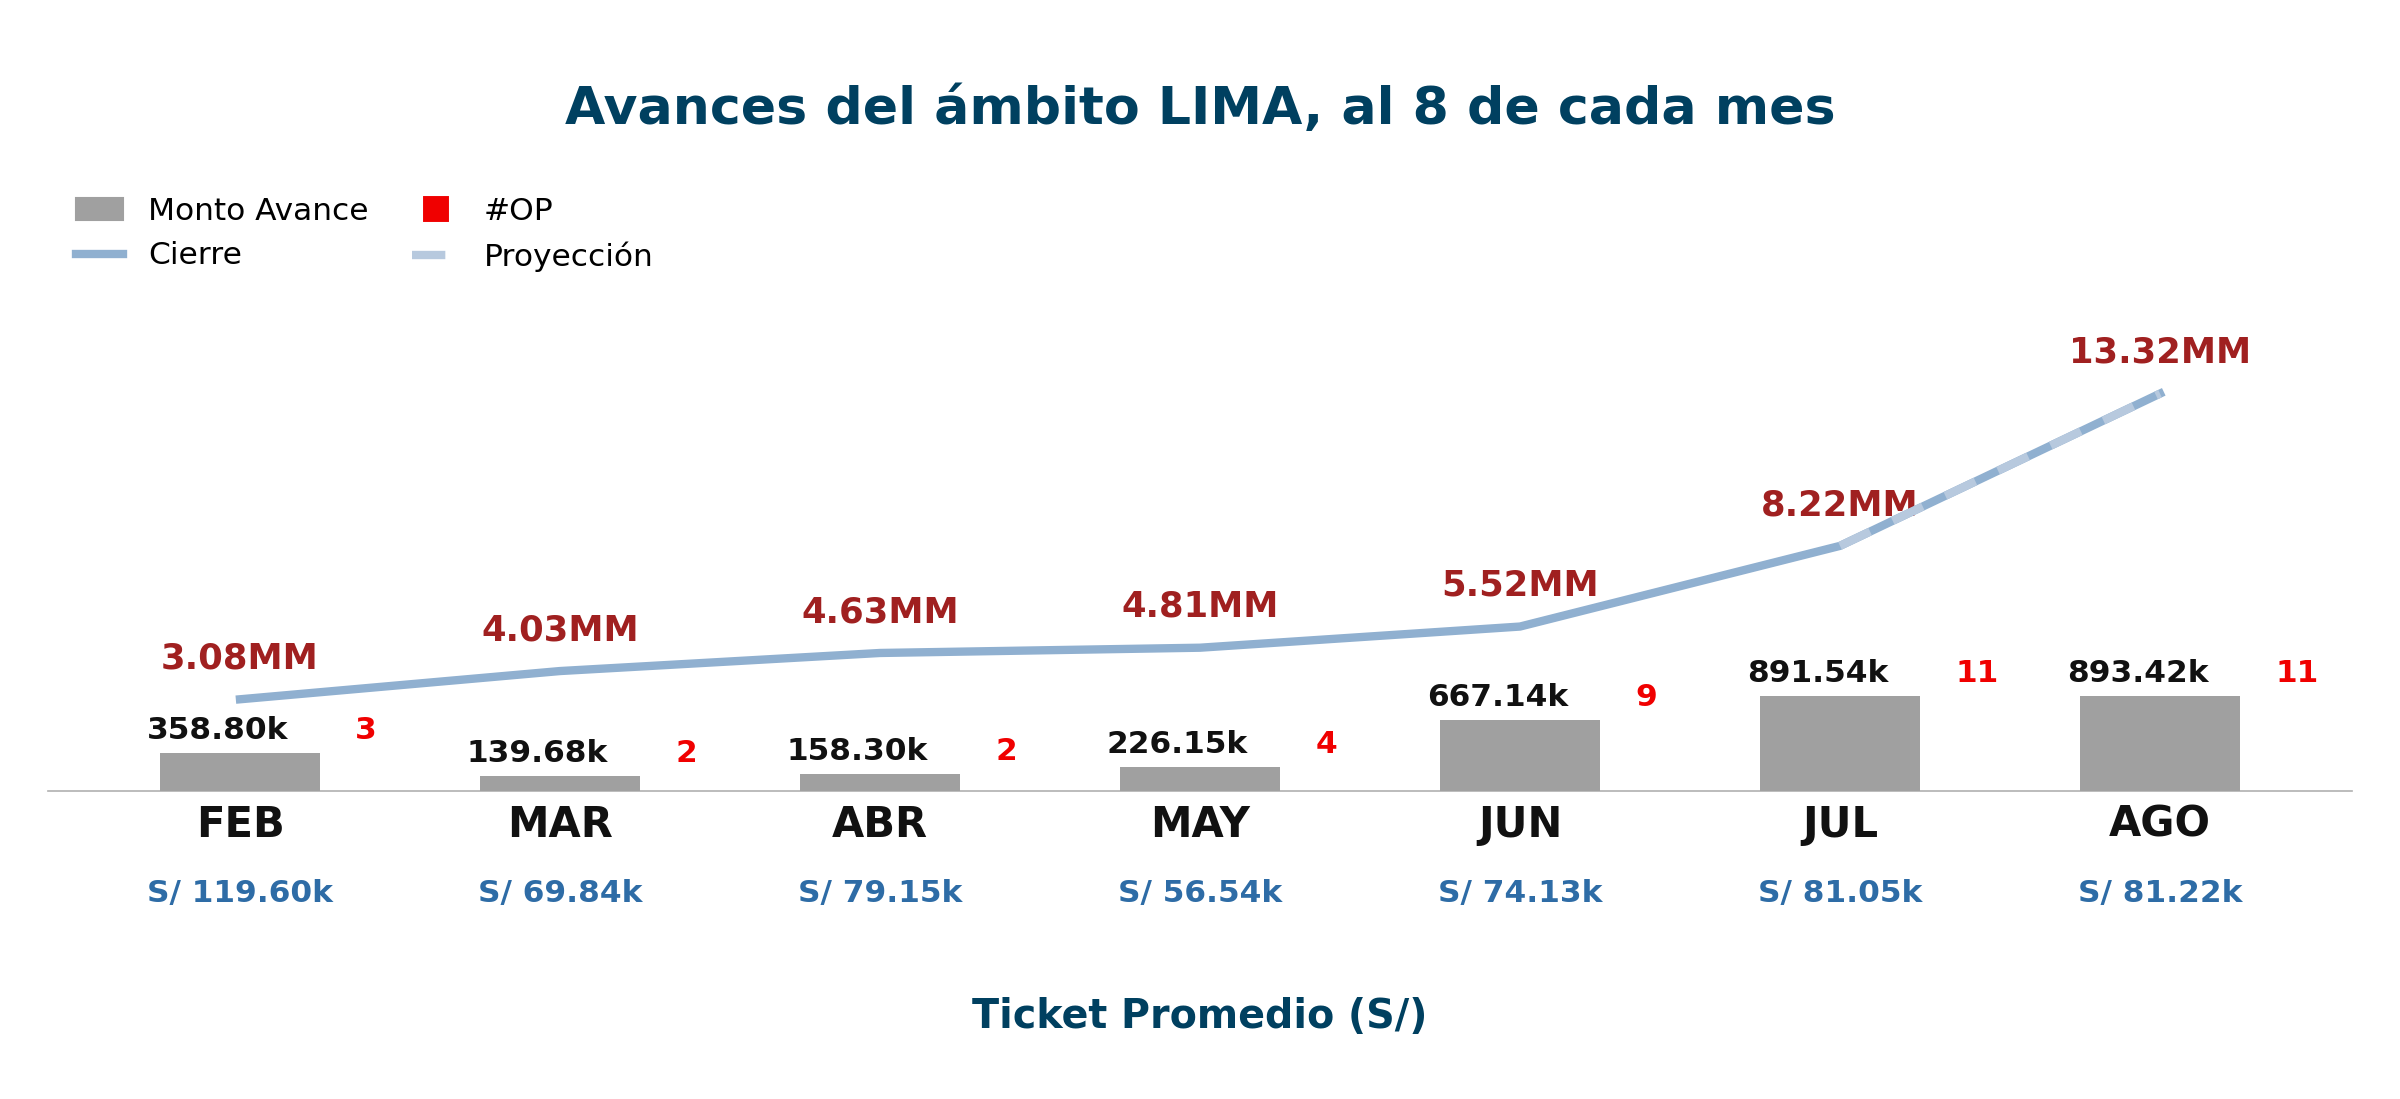 Avances del ámbito LIMA, al 8 de cada mes
Monto Avance #OP
Cierre Proyección
13.32MM
8.22MM
5.52MM
4.81MM
4.63MM
4.03MM
3.08MM
358.80k 3 139.68k 2 158.30k 2 226.15k 4 667.14k 9 891.54k 11 893.42k 11
FEB MAR ABR MAY JUN JUL AGO
S/ 119.60k S/ 69.84k S/ 79.15k S/ 56.54k S/ 74.13k S/ 81.05k S/ 81.22k
Ticket Promedio (S/)